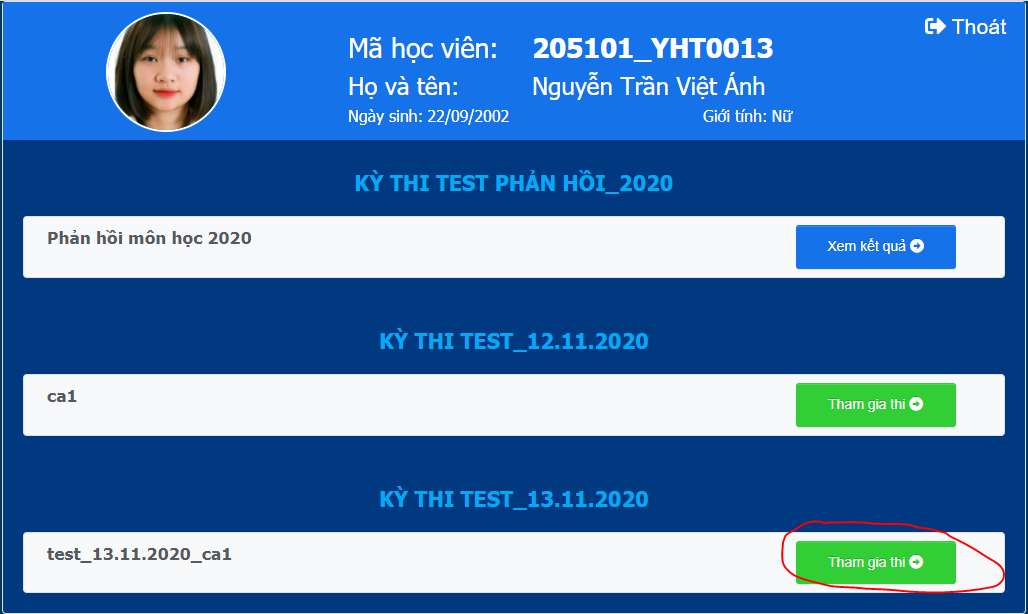 Thoát
Mã học viên: 205101_YHT0013
Họ và tên: Nguyễn Trần Việt Ánh
Ngày sinh: 22/09/2002 Giới tính: Nữ
KỲ THI TEST PHẢN HỒI_2020
Phản hồi môn học 2020 Xem kết quả
KỲ THI TEST_12.11.2020
ca1 Tham gia thi
KỲ THI TEST_13.11.2020
test_13.11.2020_ca1 Tham gia thi